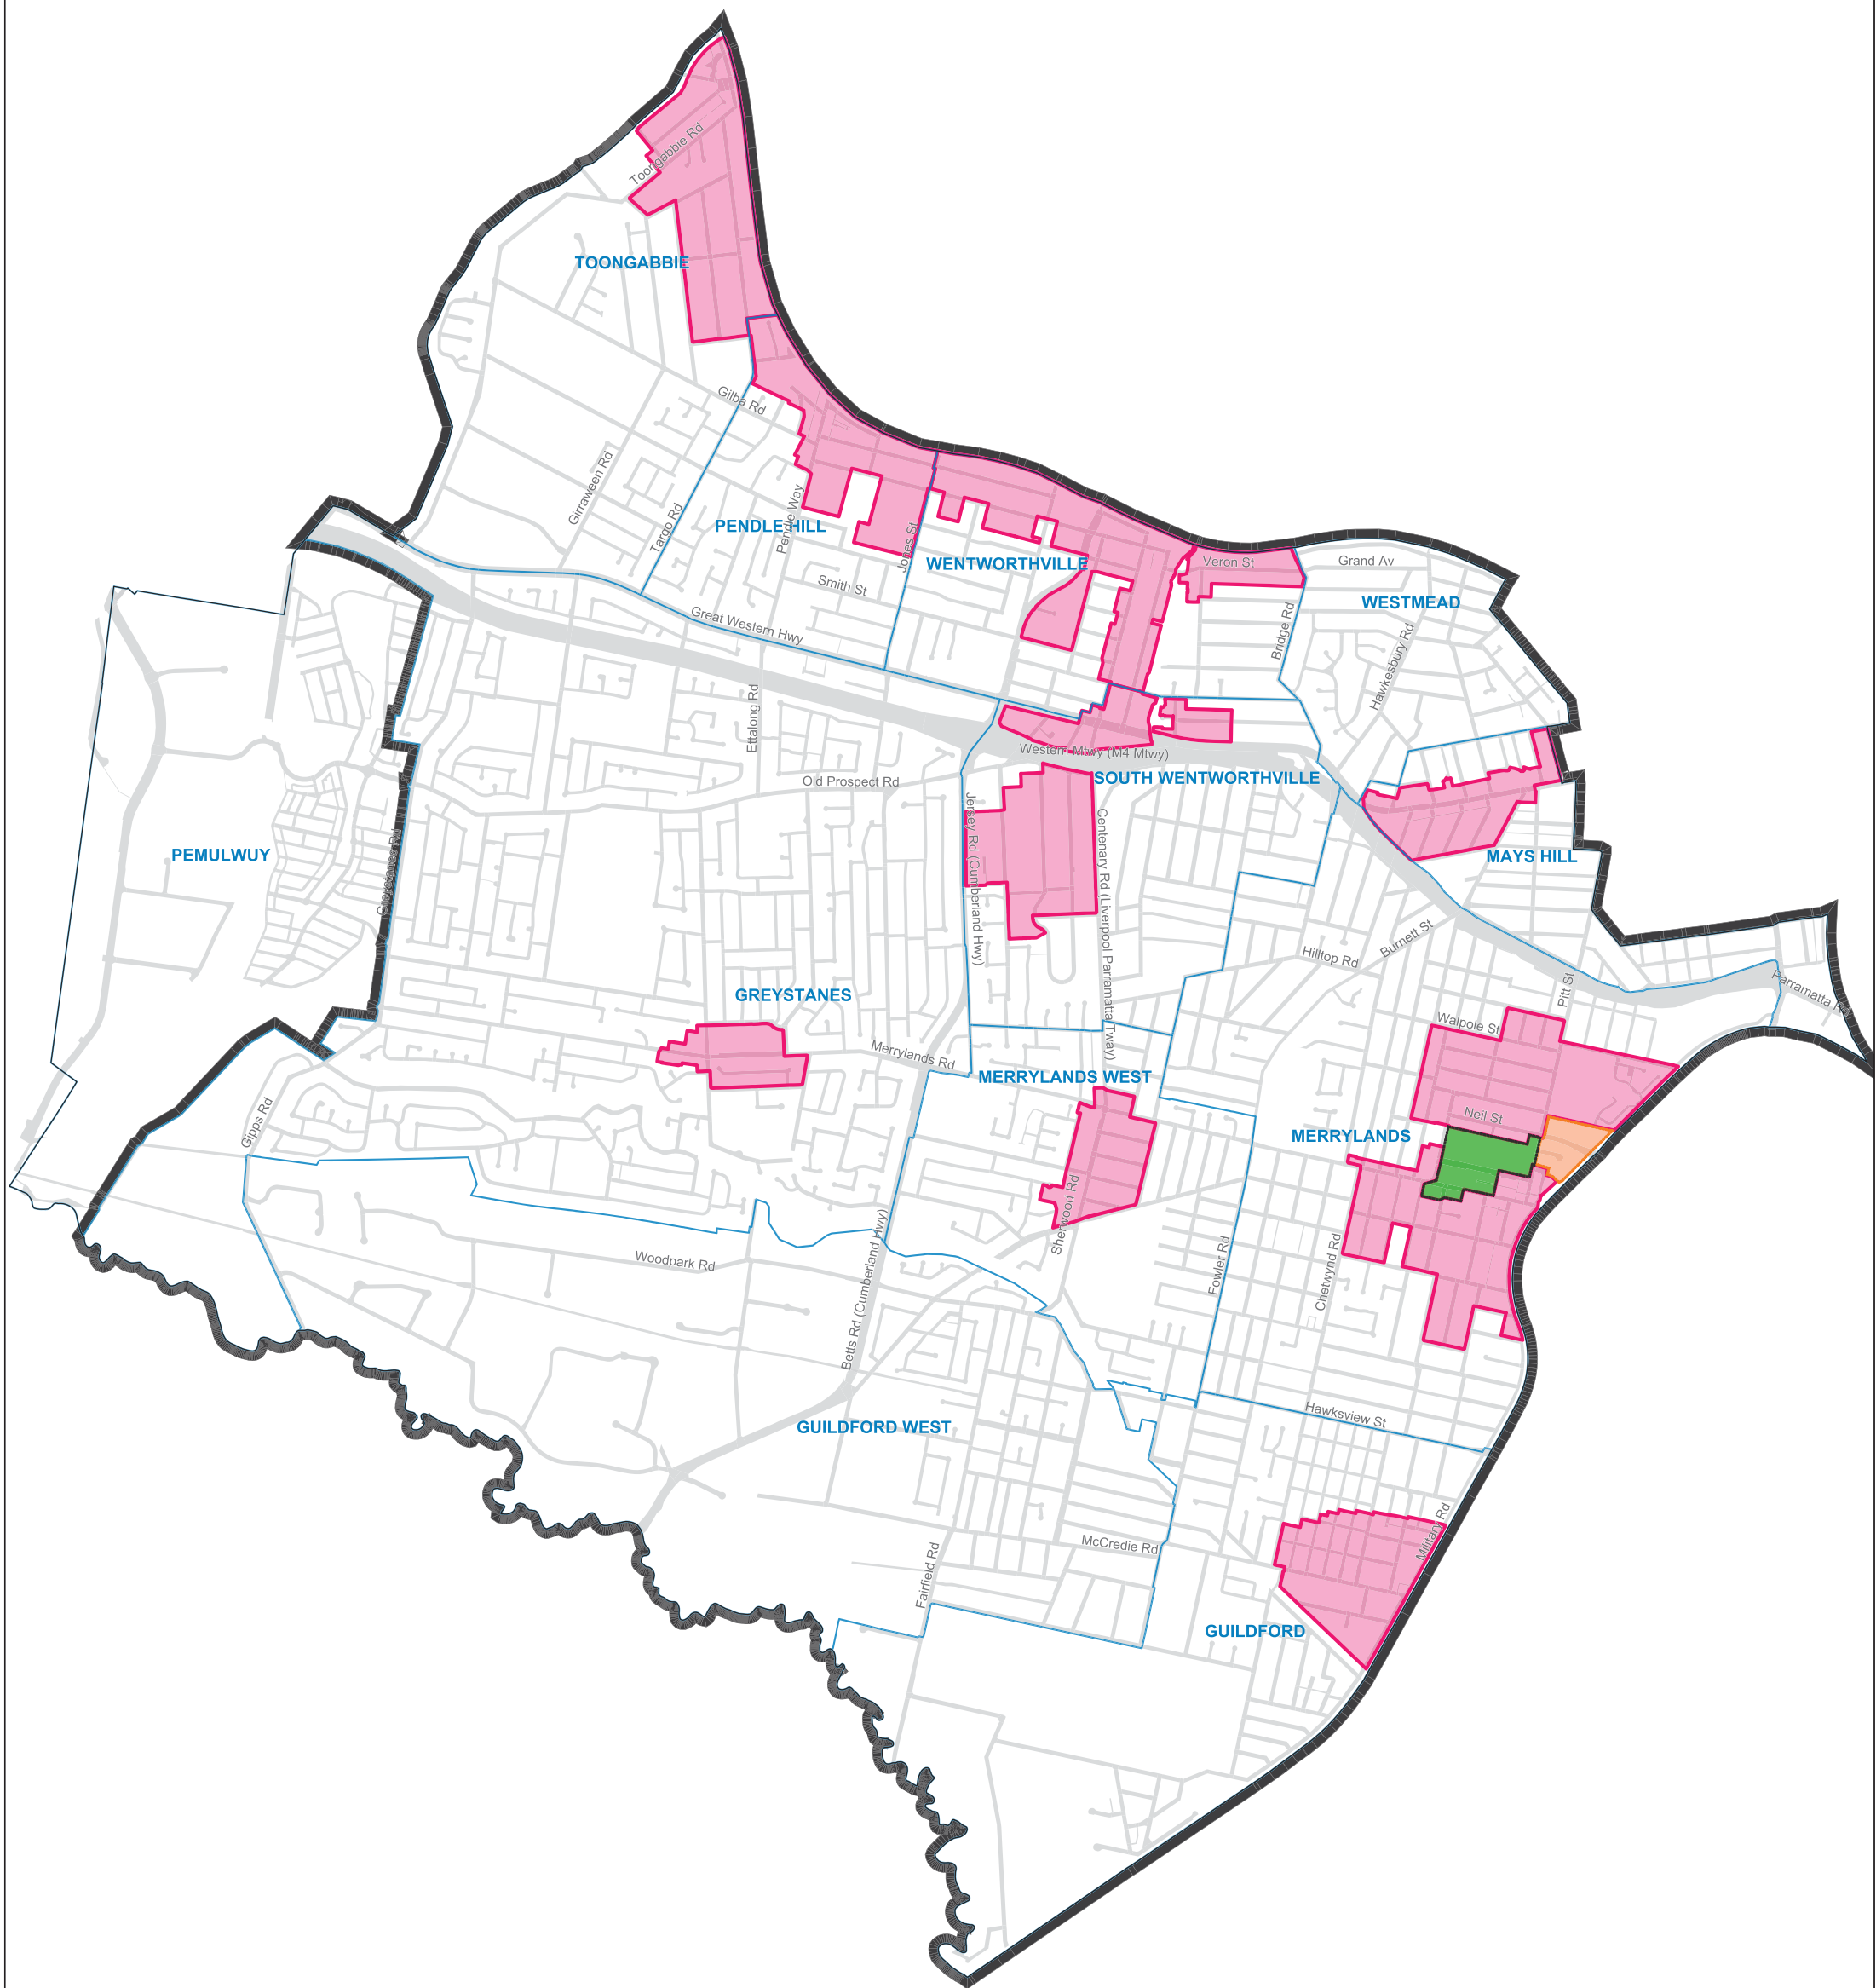 Toongabbie Rd
TOONGABBIE
Gilba Rd
Girraween Rd
Targo Rd
Pendle Way
PENDLE HILL
Jones St
WENTWORTHVILLE
Veron St
Grand Av
WESTMEAD
Smith St
Great Western Hwy
Bridge Rd
Hawkesbury Rd
Ettalong Rd
Western Mtwy (M4 Mtwy)
Old Prospect Rd
SOUTH WENTWORTHVILLE
PEMULWUY
Jersey Rd (Cumberland Hwy)
Centenary Rd (Liverpool Parramatta Tway)
MAYS HILL
Burnett St
Hilltop Rd
Pitt St
GREYSTANES
Walpole St
Merrylands Rd
MERRYLANDS WEST
Gipps Rd
Neil St
MERRYLANDS
Sherwood Rd
Woodpark Rd
Fowler Rd
Chetwynd Rd
Betts Rd (Cumberland Hwy)
Hawksview St
GUILDFORD WEST
Military Rd
McCredie Rd
Fairfield Rd
GUILDFORD